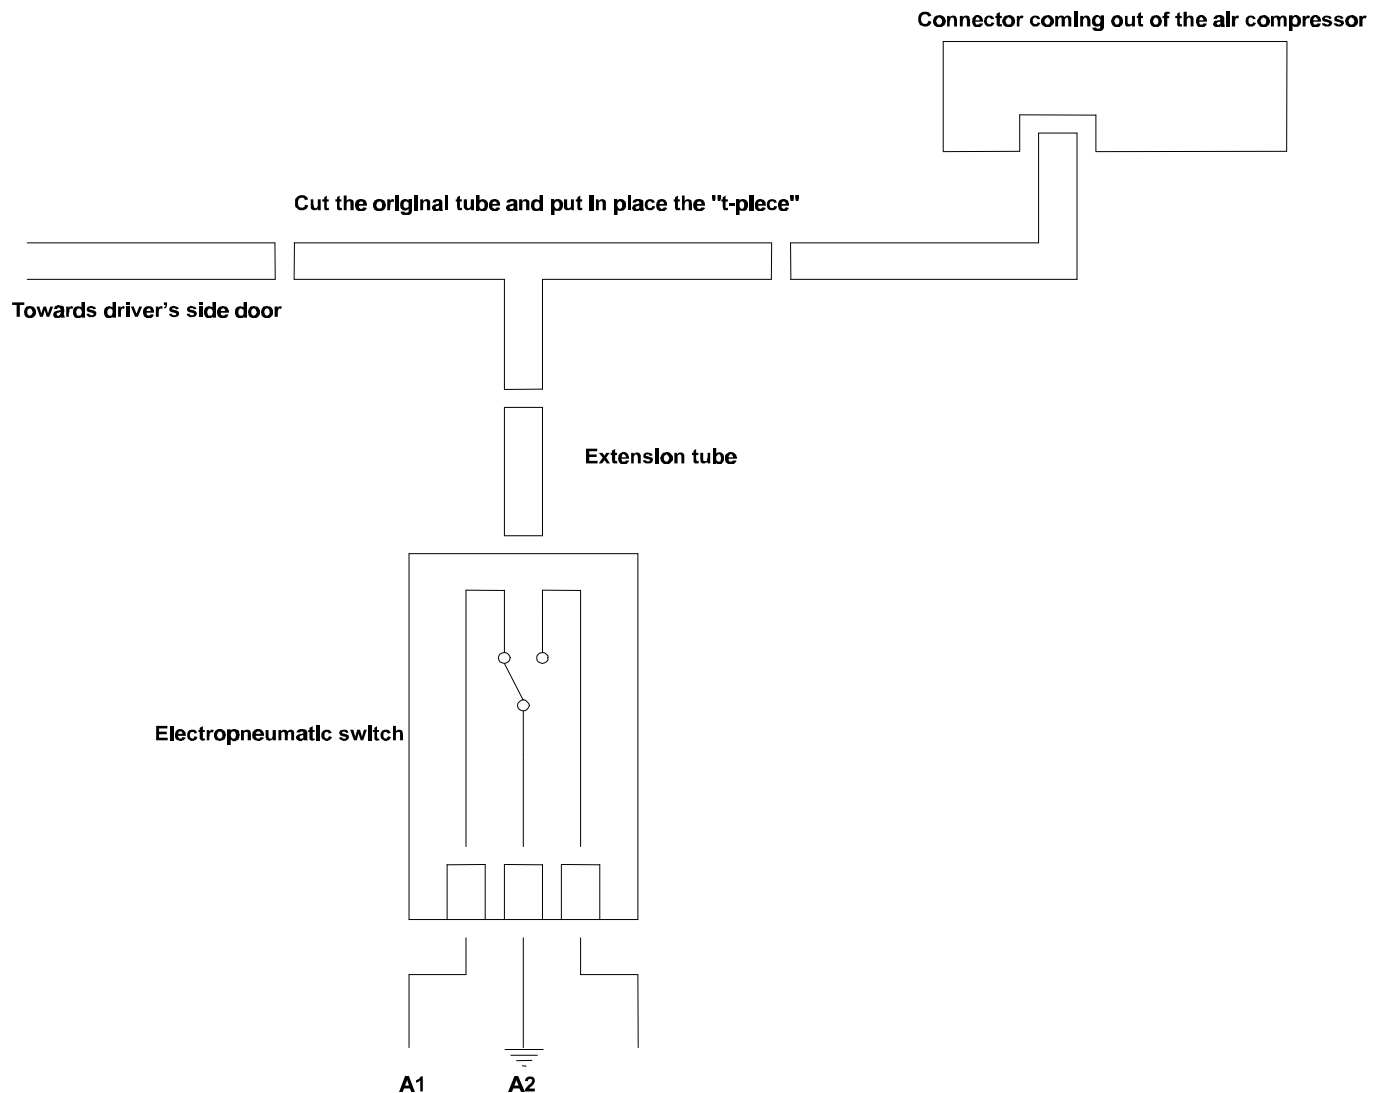 Connector coming out of the air compressor
Cut the original tube and put in place the "t-piece"
Towards driver’s side door
Extension tube
Electropneumatic switch
A1
A2